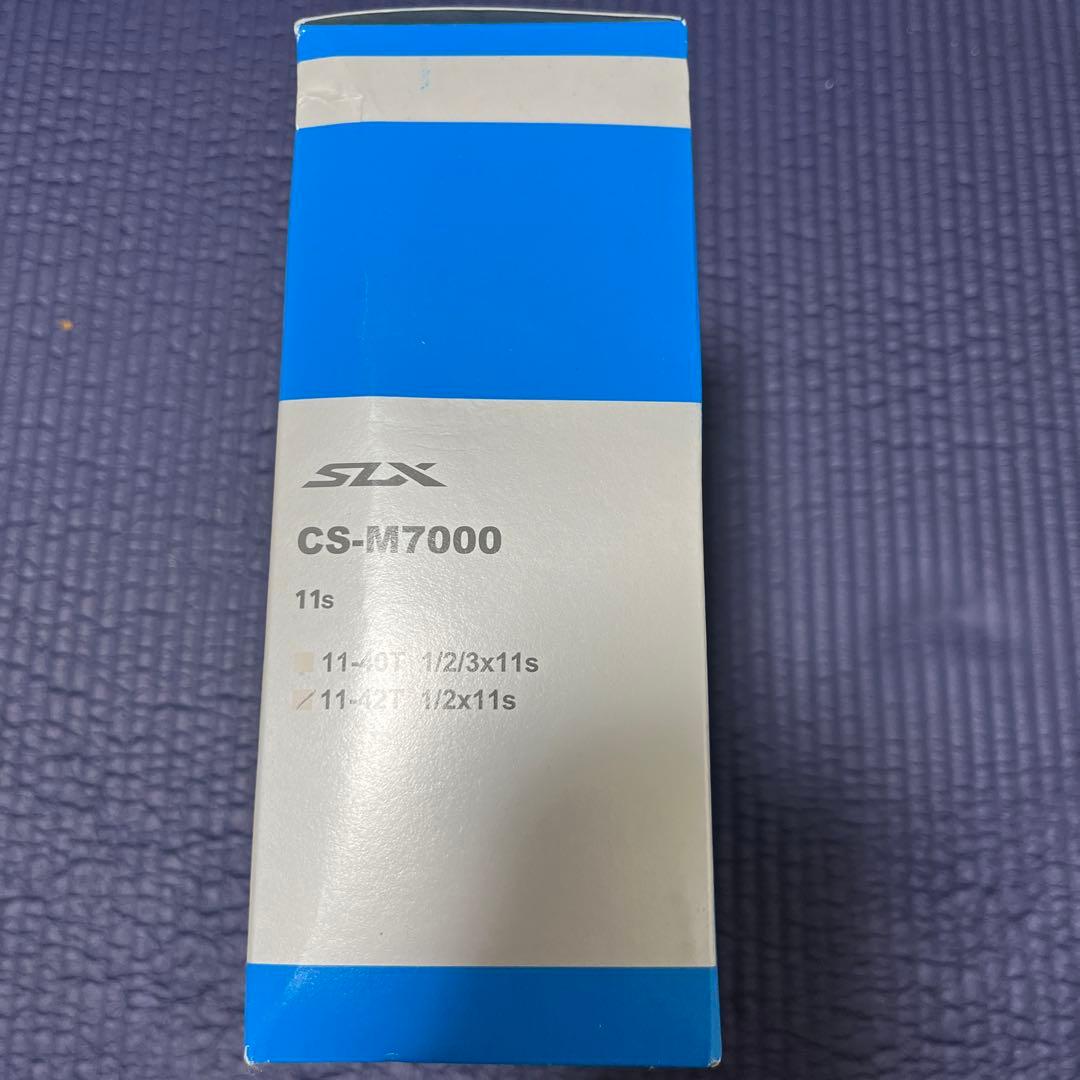 SLX
CS-M7000
11s
11-40T 1/2/3x11s
11-42T 1/2x11s